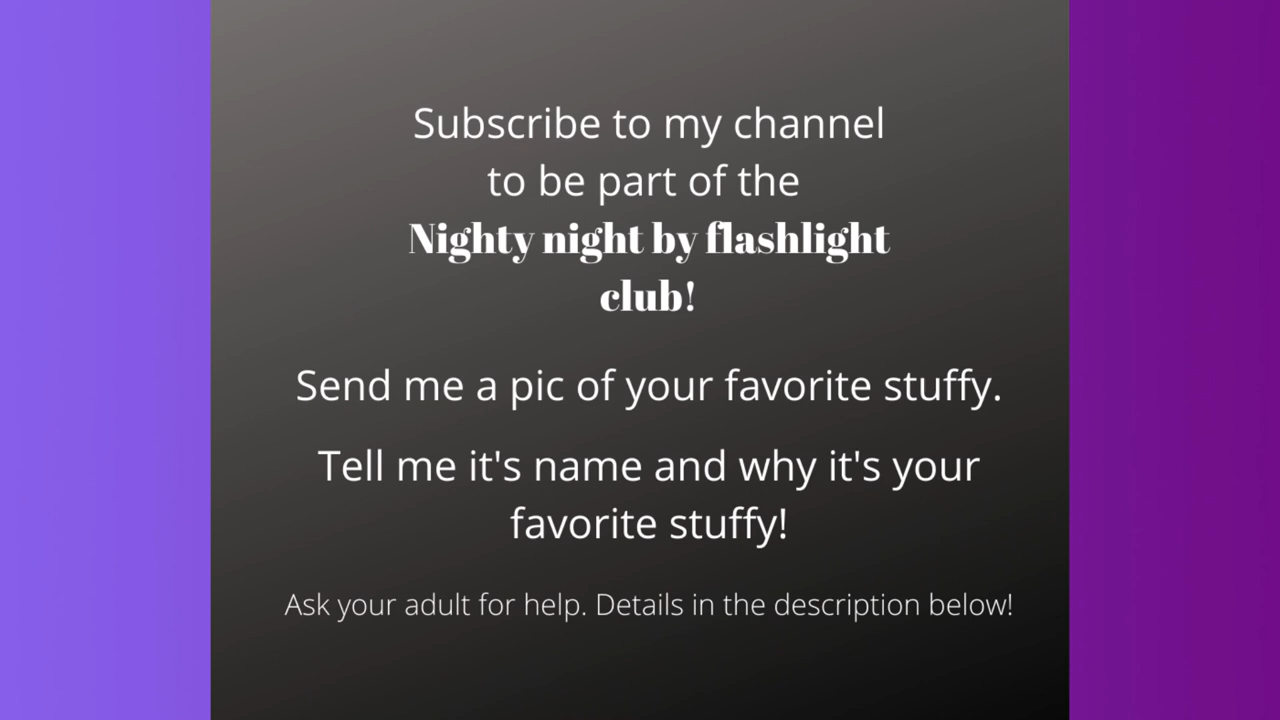 Subscribe to my channel
to be part of the
Nighty night by flashlight
club!
Send me a pic of your favorite stuffy.
Tell me it's name and why it's your
favorite stuffy!
Ask your adult for help. Details in the description below!